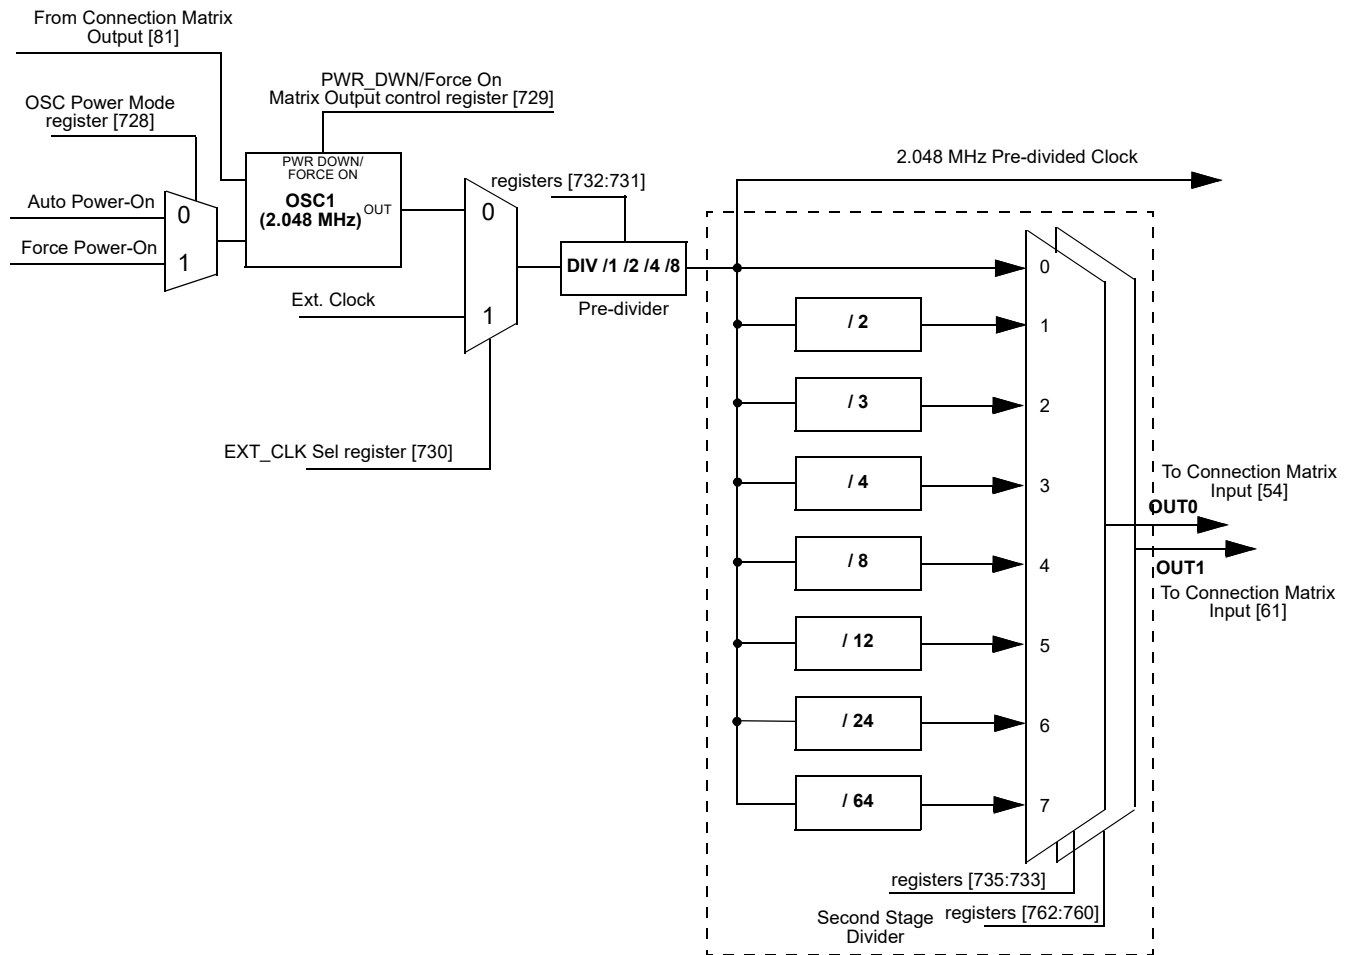 From Connection Matrix
Output [81]
PWR_DWN/Force On
Matrix Output control register [729]
OSC Power Mode
register [728]
PWR DOWN/
FORCE ON
OSC1
(2.048 MHz)
OUT
Auto Power-On
Force Power-On
0
1
Ext. Clock
0
1
EXT_CLK Sel register [730]
registers [732:731]
DIV /1 /2 /4 /8
Pre-divider
2.048 MHz Pre-divided Clock
0
/ 2
1
/ 3
2
/ 4
3
/ 8
4
/ 12
5
/ 24
6
/ 64
7
To Connection Matrix
Input [54]
OUT0
OUT1
To Connection Matrix
Input [61]
registers [735:733]
registers [762:760]
Second Stage
Divider